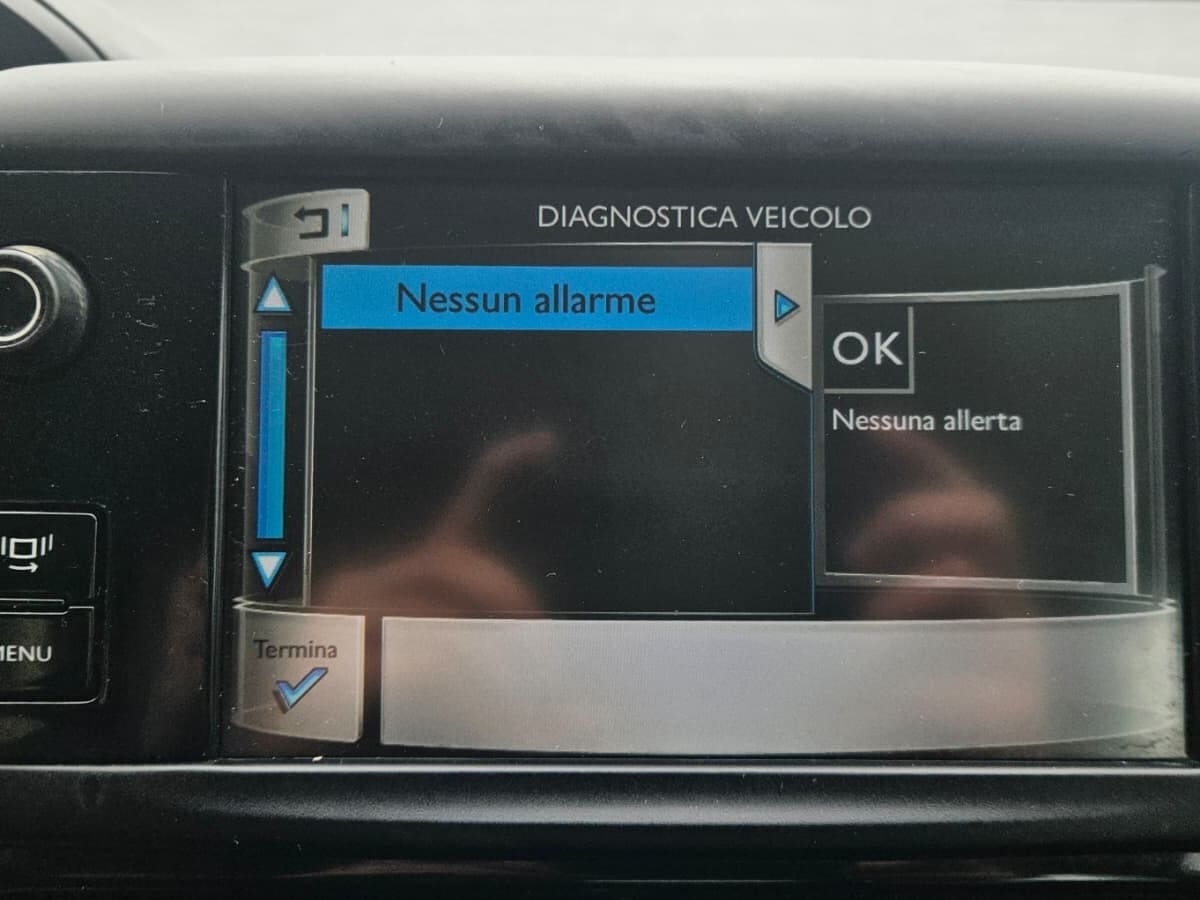 DIAGNOSTICA VEICOLO
Nessun allarme
OK
Nessuna allerta
Termina
MENU